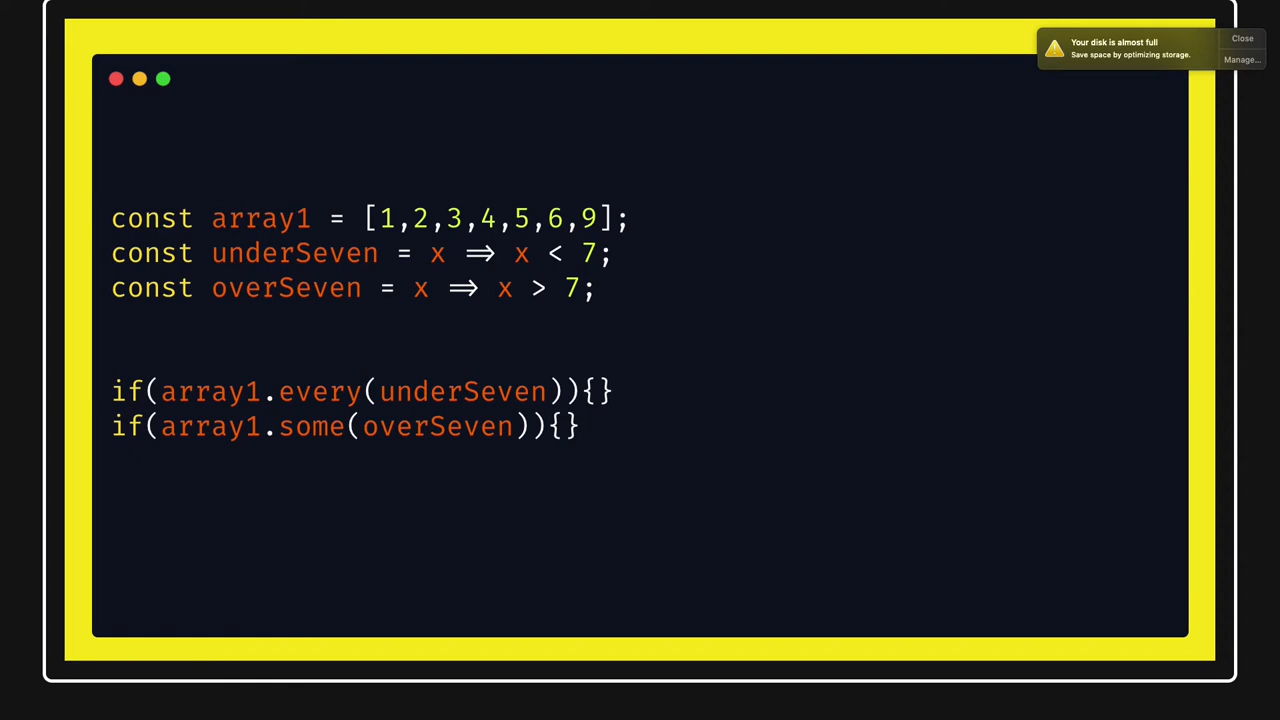 Your disk is almost full
Close
Save space by optimizing storage.
Manage...
const array1 = [1,2,3,4,5,6,9];
const underSeven = x => x < 7;
const overSeven = x => x > 7;
if(array1.every(underSeven)){}
if(array1.some(overSeven)){}